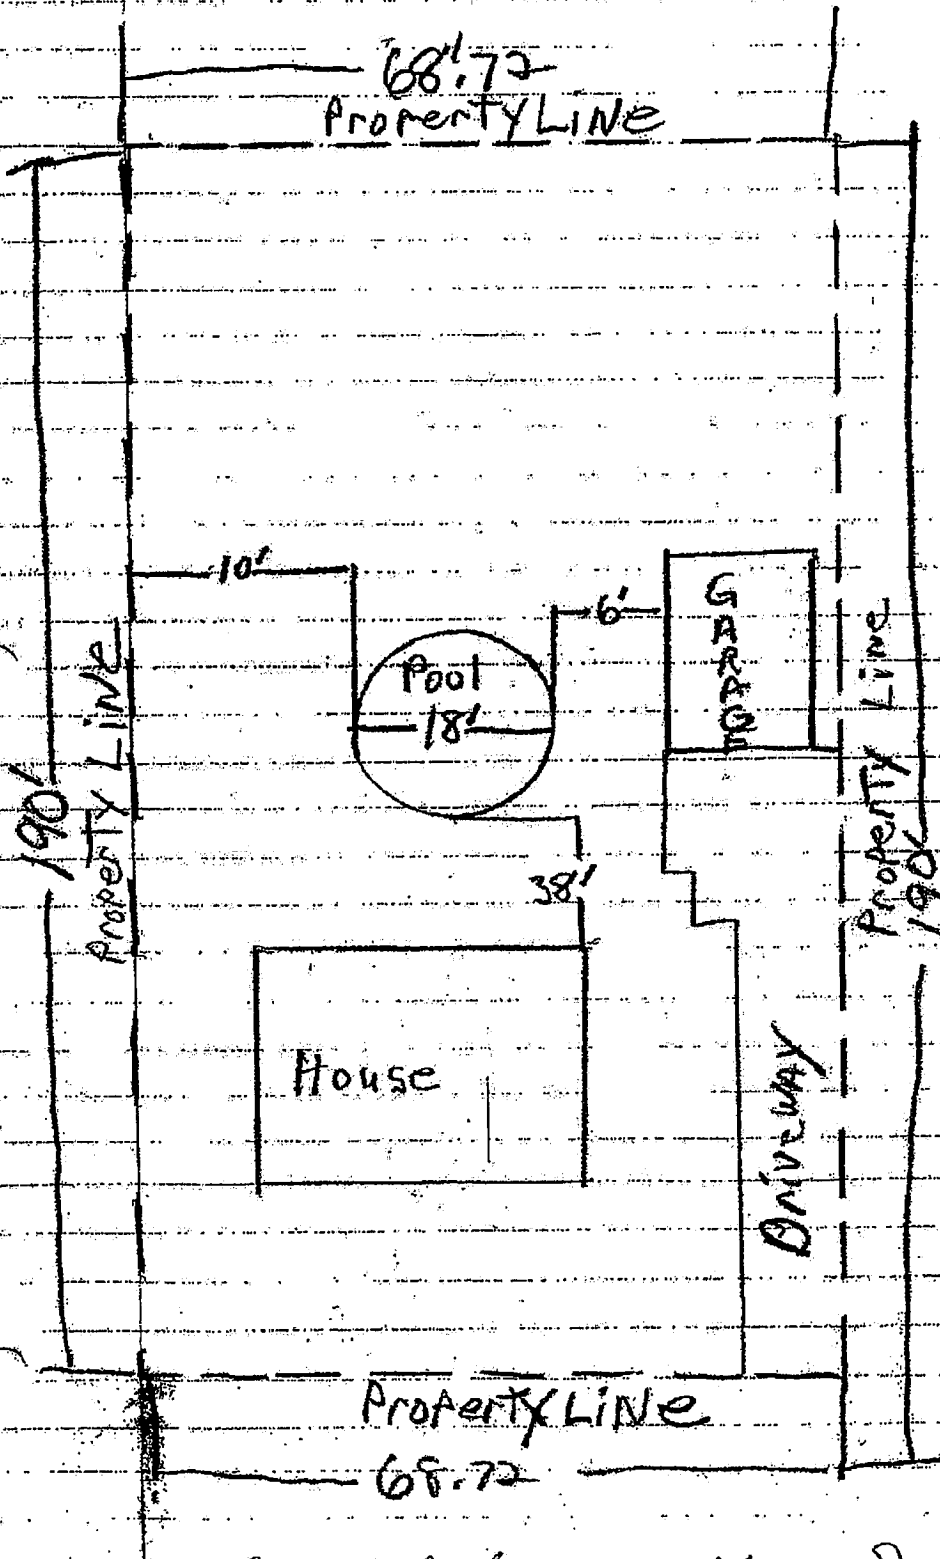 68'.72
Property Line
10'
6'
GARAGE
Pool
18'
Property Line
190'
Property Line
190'
38'
House
Driveway
Property Line
68.72